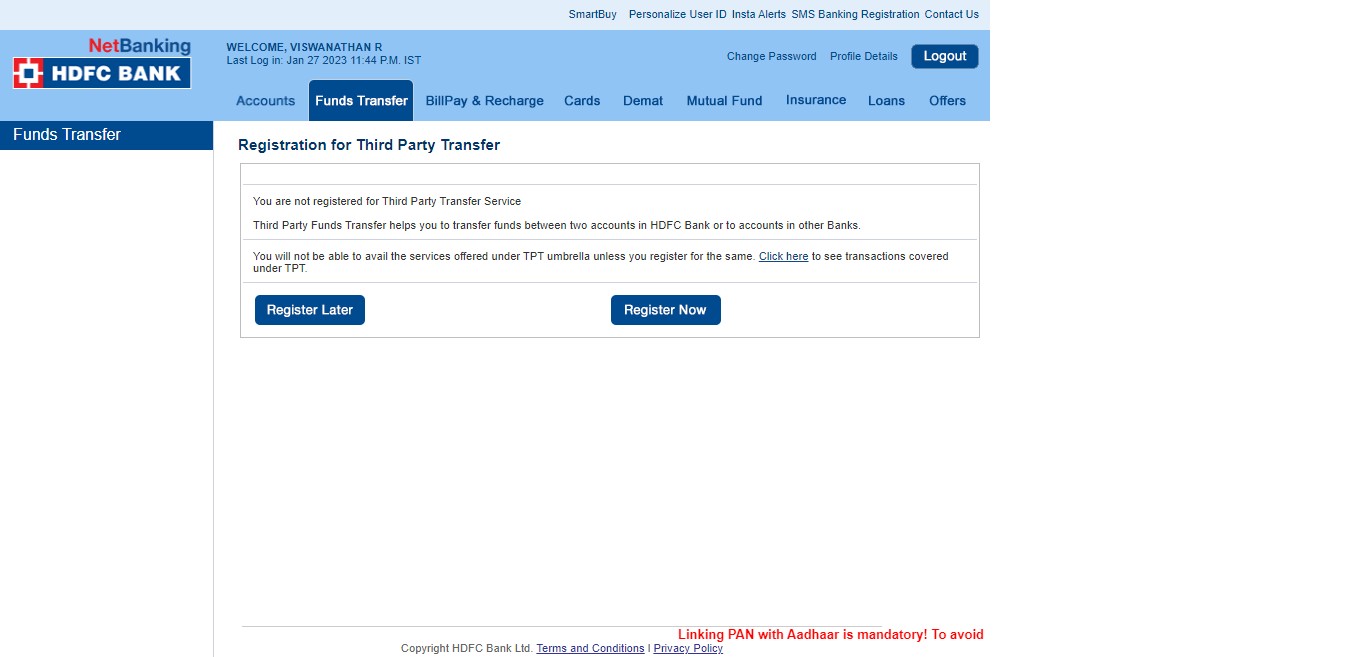 SmartBuy Personalize User ID Insta Alerts SMS Banking Registration Contact Us
NetBanking
HDFC BANK
WELCOME, VISWANATHAN R
Last Log in: Jan 27 2023 11:44 P.M. IST
Change Password Profile Details Logout
Accounts Funds Transfer BillPay & Recharge Cards Demat Mutual Fund Insurance Loans Offers
Funds Transfer
Registration for Third Party Transfer
You are not registered for Third Party Transfer Service
Third Party Funds Transfer helps you to transfer funds between two accounts in HDFC Bank or to accounts in other Banks.
You will not be able to avail the services offered under TPT umbrella unless you register for the same. Click here to see transactions covered
under TPT.
Register Later Register Now
Linking PAN with Aadhaar is mandatory! To avoid
Copyright HDFC Bank Ltd. Terms and Conditions I Privacy Policy